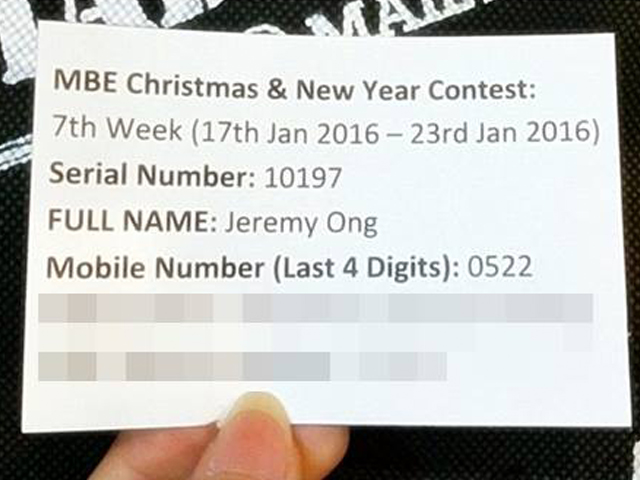 MAIL
MBE Christmas & New Year Contest:
7th Week (17th Jan 2016 – 23rd Jan 2016)
Serial Number: 10197
FULL NAME: Jeremy Ong
Mobile Number (Last 4 Digits): 0522